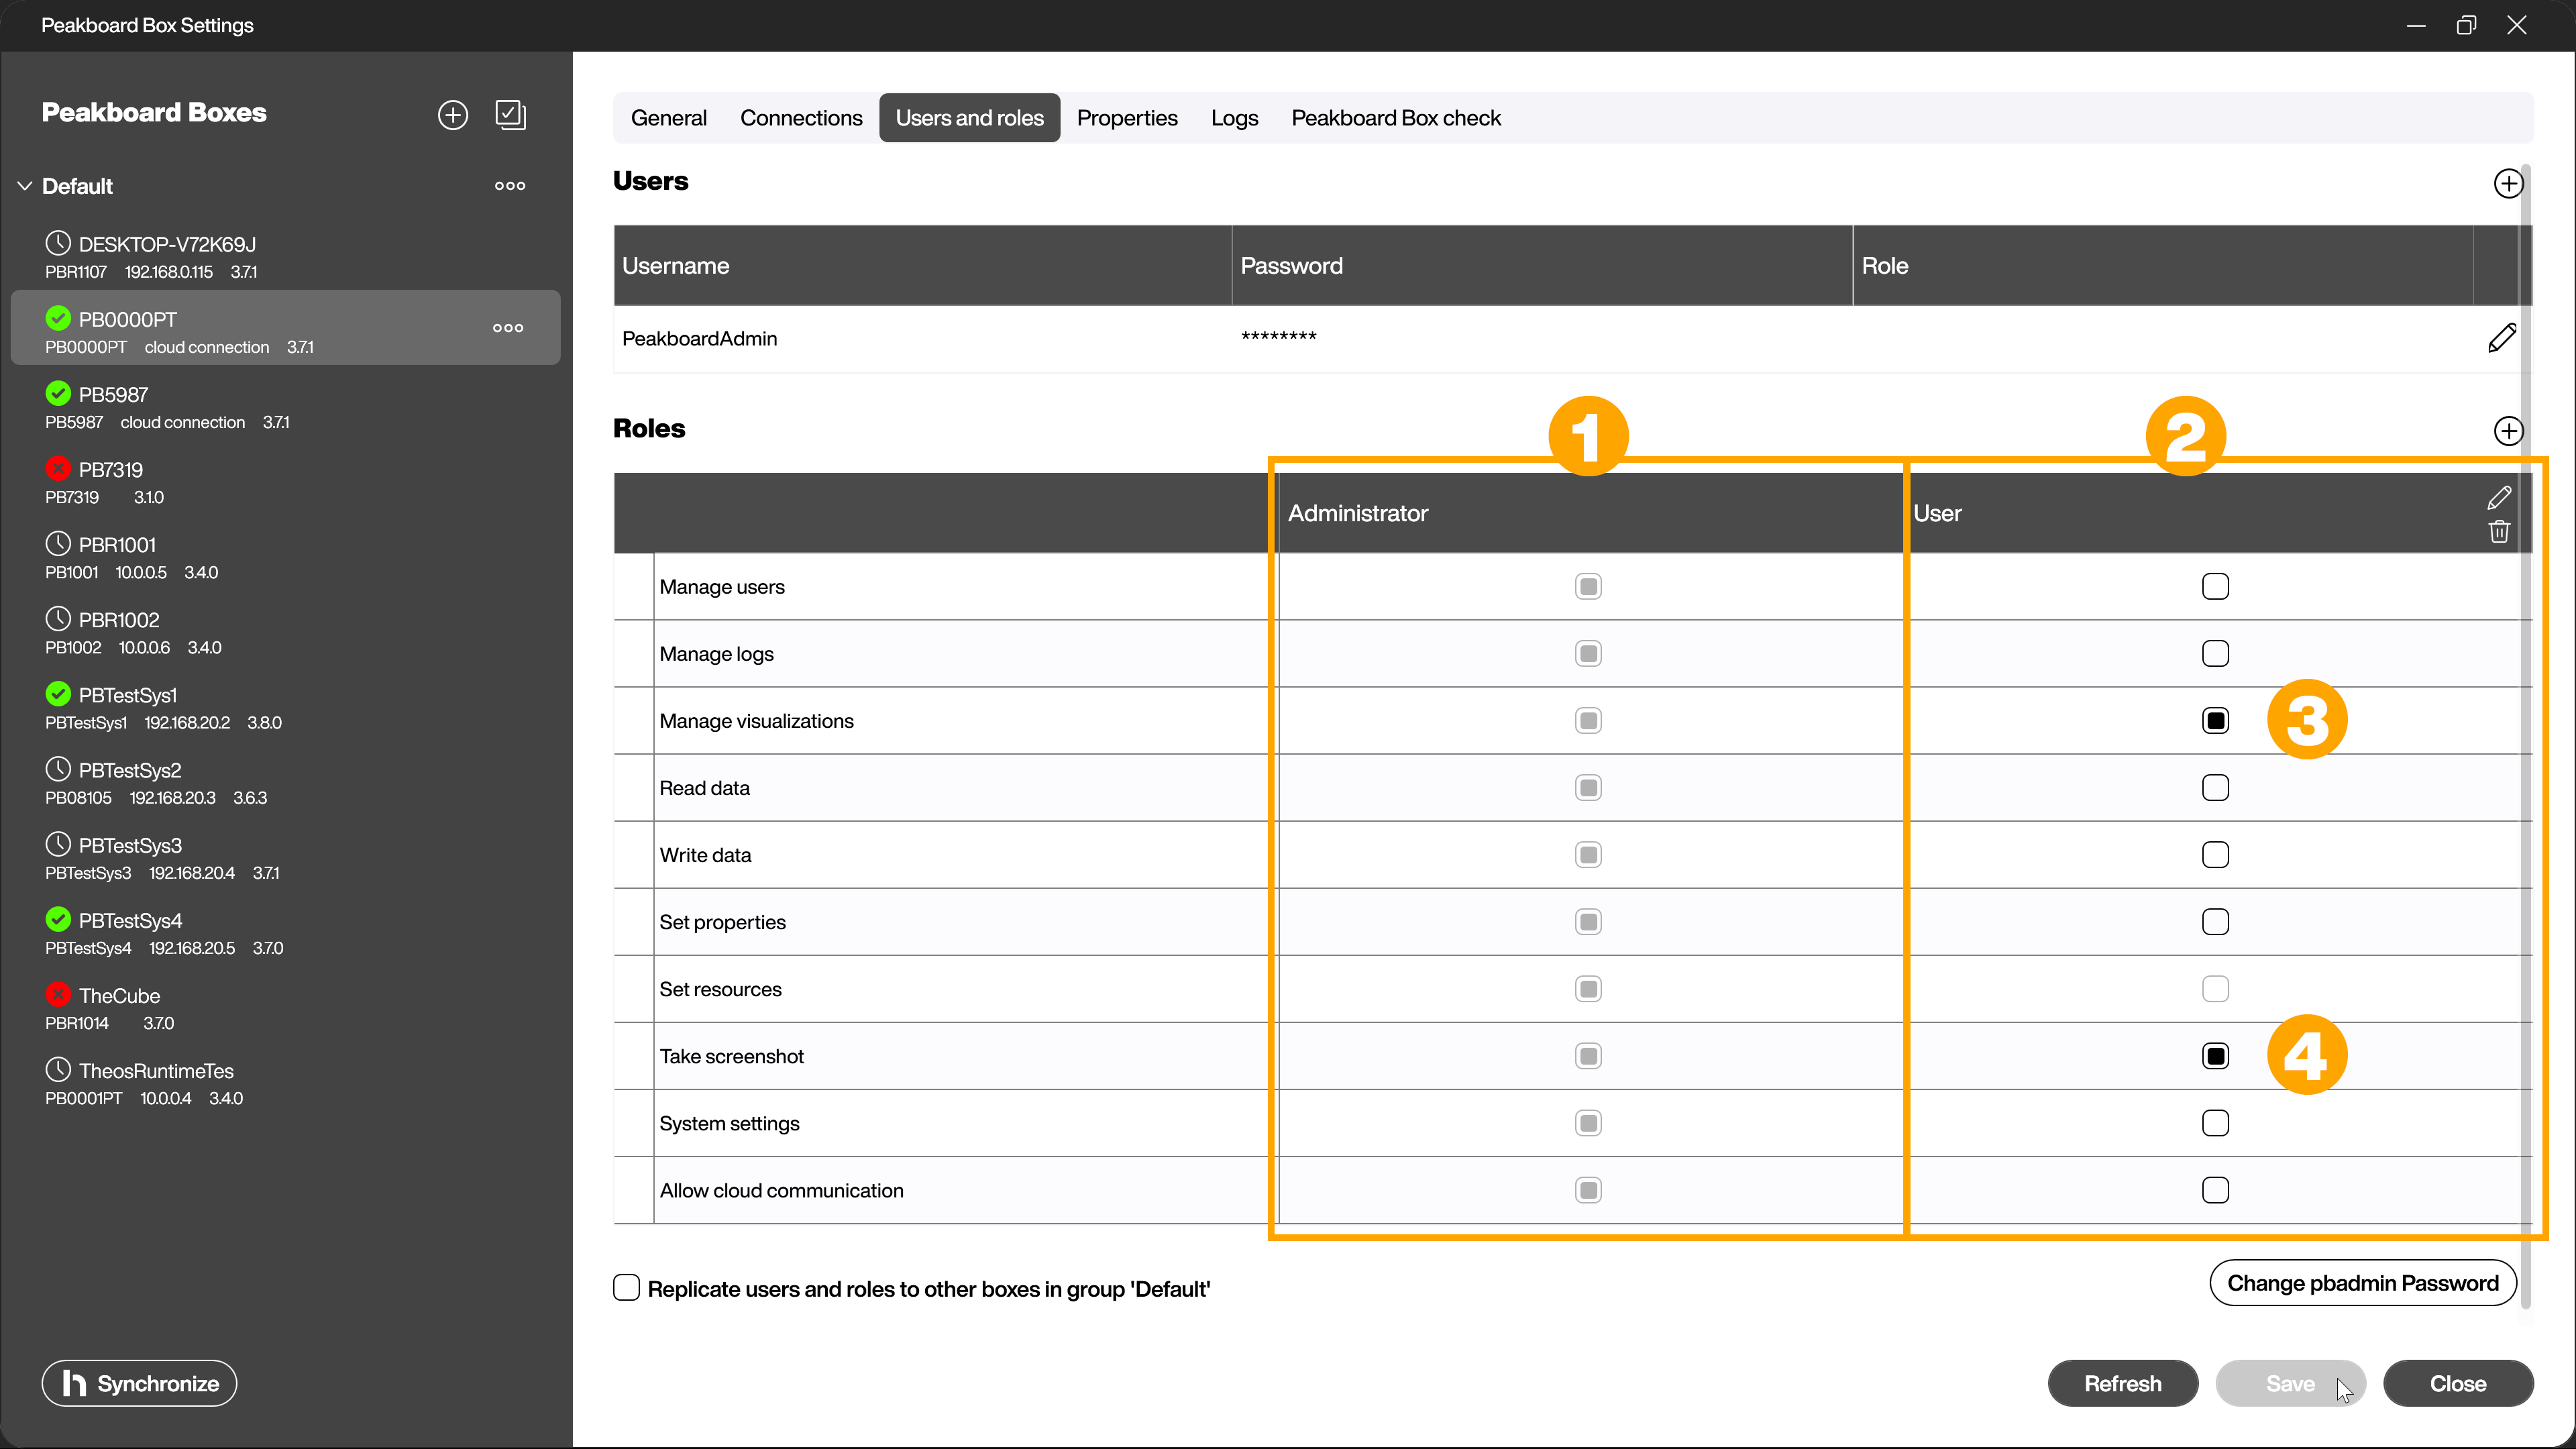 Peakboard Box Settings
Peakboard Boxes
Default
DESKTOP-V72K69J
PBR1107 192.168.0.115 3.7.1
PB0000PT
PB0000PT cloud connection 3.7.1
PB5987
PB5987 cloud connection 3.7.1
PB7319
PB7319 3.1.0
PBR1001
PB1001 10.0.0.5 3.4.0
PBR1002
PB1002 10.0.0.6 3.4.0
PBTestSys1
PBTestSys1 192.168.20.2 3.8.0
PBTestSys2
PB08105 192.168.20.3 3.6.3
PBTestSys3
PBTestSys3 192.168.20.4 3.7.1
PBTestSys4
PBTestSys4 192.168.20.5 3.7.0
TheCube
PBR1014 3.7.0
TheosRuntimeTes
PB0001PT 10.0.0.4 3.4.0
Synchronize
General Connections Users and roles Properties Logs Peakboard Box check
Users
Username Password Role
PeakboardAdmin ********
Roles
1 2
Administrator User
Manage users
Manage logs
Manage visualizations
3
Read data
Write data
Set properties
Set resources
Take screenshot
4
System settings
Allow cloud communication
Replicate users and roles to other boxes in group 'Default'
Change pbadmin Password
Refresh Save Close